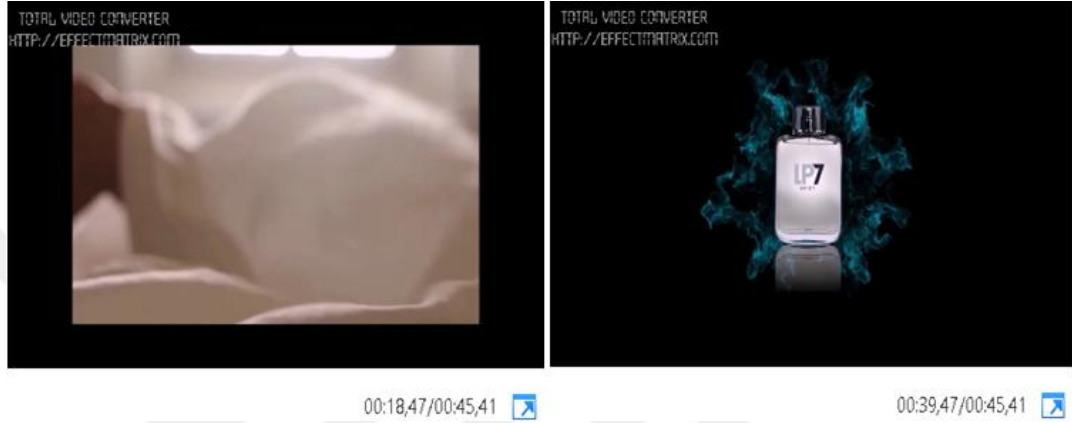 TOTAL VIDEO CONVERTER
HTTP://EFFECTMATRIX.COM
00:18,47/00:45,41
TOTAL VIDEO CONVERTER
HTTP://EFFECTMATRIX.COM
LP7
00:39,47/00:45,41